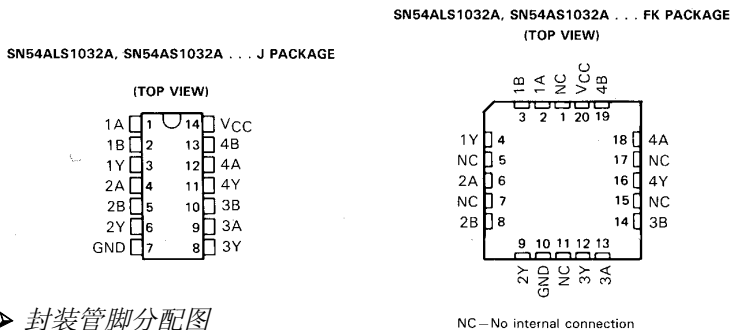 SN54ALS1032A, SN54AS1032A . . . J PACKAGE
(TOP VIEW)
1A 1 14 VCC
1B 2 13 4B
1Y 3 12 4A
2A 4 11 4Y
2B 5 10 3B
2Y 6 9 3A
GND 7 8 3Y
SN54ALS1032A, SN54AS1032A . . . FK PACKAGE
(TOP VIEW)
1B 1A NC VCC 4B
3 2 1 20 19
1Y 4 18 4A
NC 5 17 NC
2A 6 16 4Y
NC 7 15 NC
2B 8 14 3B
9 10 11 12 13
2Y GND NC 3Y 3A
NC—No internal connection
封装管脚分配图